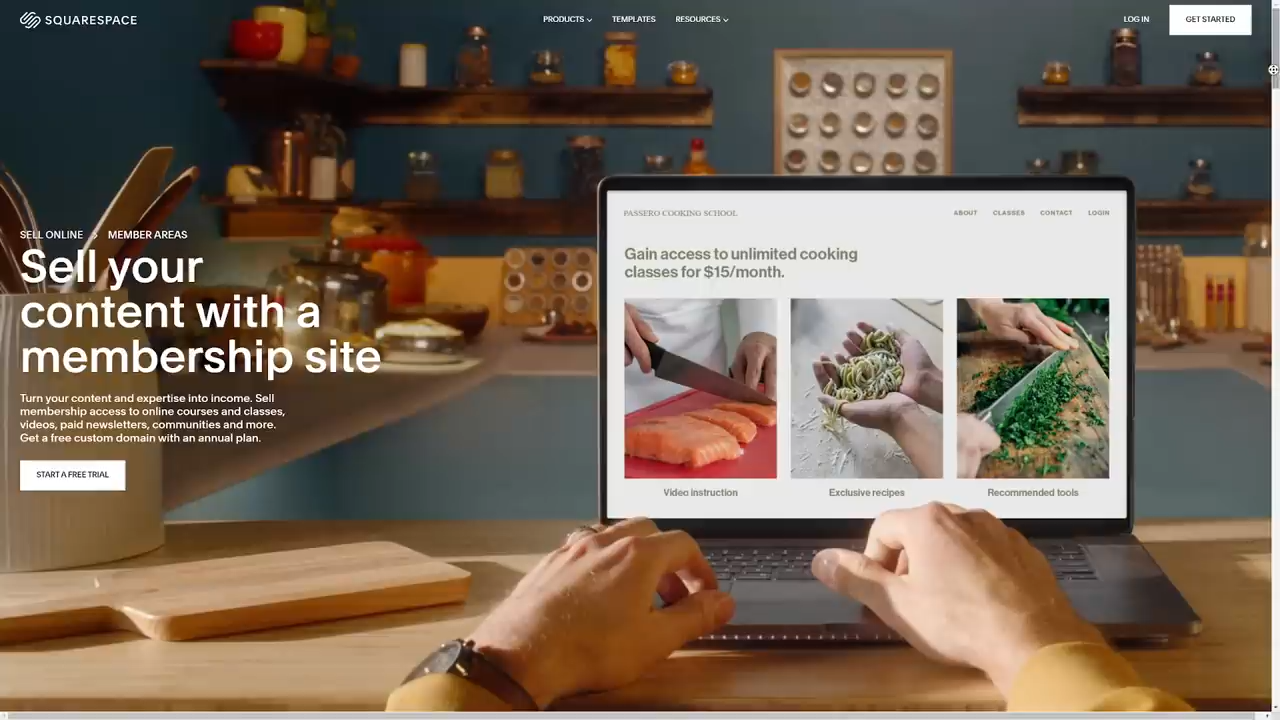 SQUARESPACE
PRODUCTS
TEMPLATES
RESOURCES
LOG IN
GET STARTED
SELL ONLINE
MEMBER AREAS
Sell your
content with a
membership site
Turn your content and expertise into income. Sell
membership access to online courses and classes,
videos, paid newsletters, communities and more.
Get a free custom domain with an annual plan.
START A FREE TRIAL
PASSERO COOKING SCHOOL
ABOUT
CLASSES
CONTACT
LOGIN
Gain access to unlimited cooking
classes for $15/month.
Video instruction
Exclusive recipes
Recommended tools